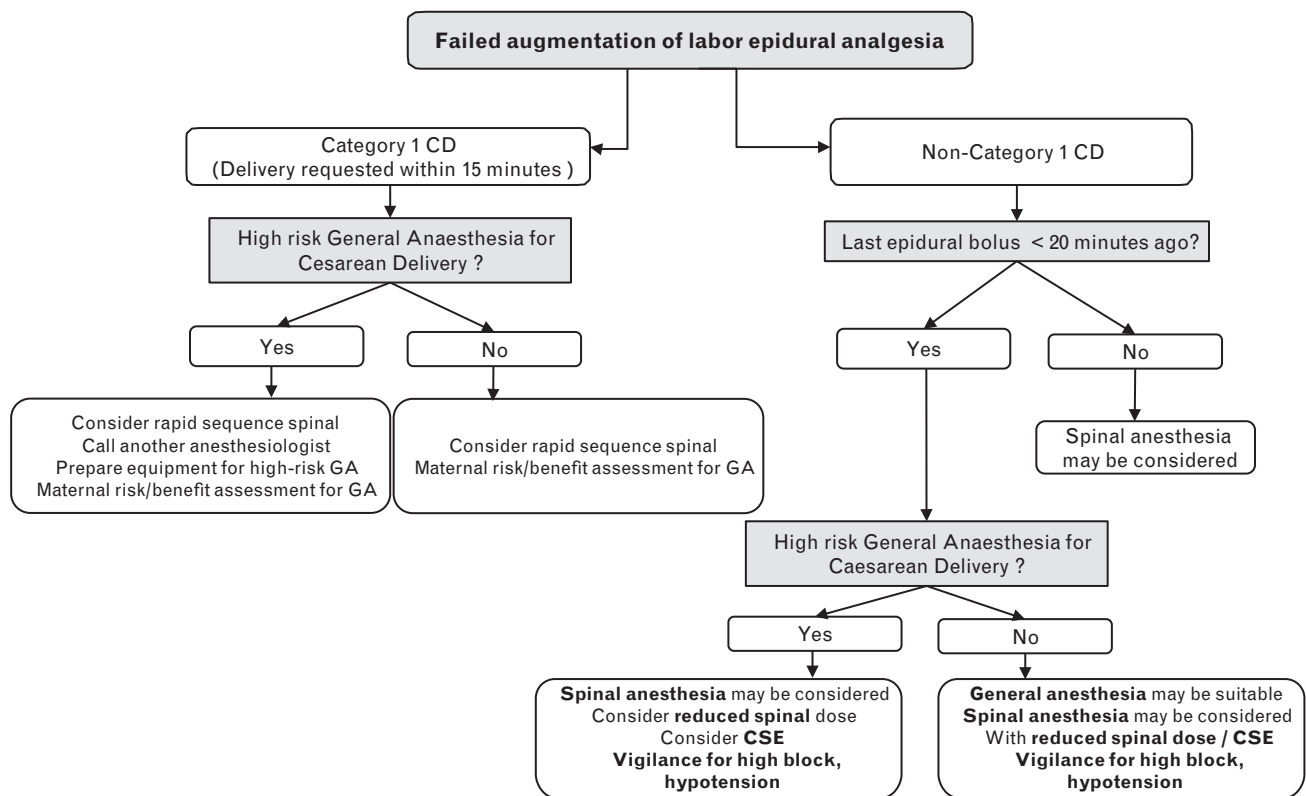 Failed augmentation of labor epidural analgesia
Category 1 CD
(Delivery requested within 15 minutes )
Non-Category 1 CD
High risk General Anaesthesia for
Cesarean Delivery ?
Last epidural bolus < 20 minutes ago?
Yes
No
Yes
No
Consider rapid sequence spinal
Call another anesthesiologist
Prepare equipment for high-risk GA
Maternal risk/benefit assessment for GA
Consider rapid sequence spinal
Maternal risk/benefit assessment for GA
Spinal anesthesia
may be considered
High risk General Anaesthesia for
Caesarean Delivery ?
Yes
No
Spinal anesthesia may be considered
Consider reduced spinal dose
Consider CSE
Vigilance for high block,
hypotension
General anesthesia may be suitable
Spinal anesthesia may be considered
With reduced spinal dose / CSE
Vigilance for high block,
hypotension